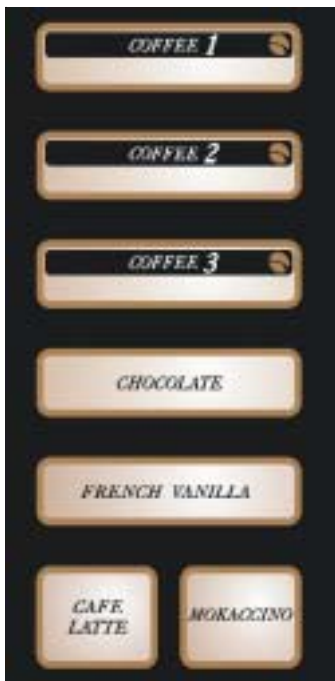 COFFEE 1
COFFEE 2
COFFEE 3
CHOCOLATE
FRENCH VANILLA
CAFE
LATTE
MOKACCINO